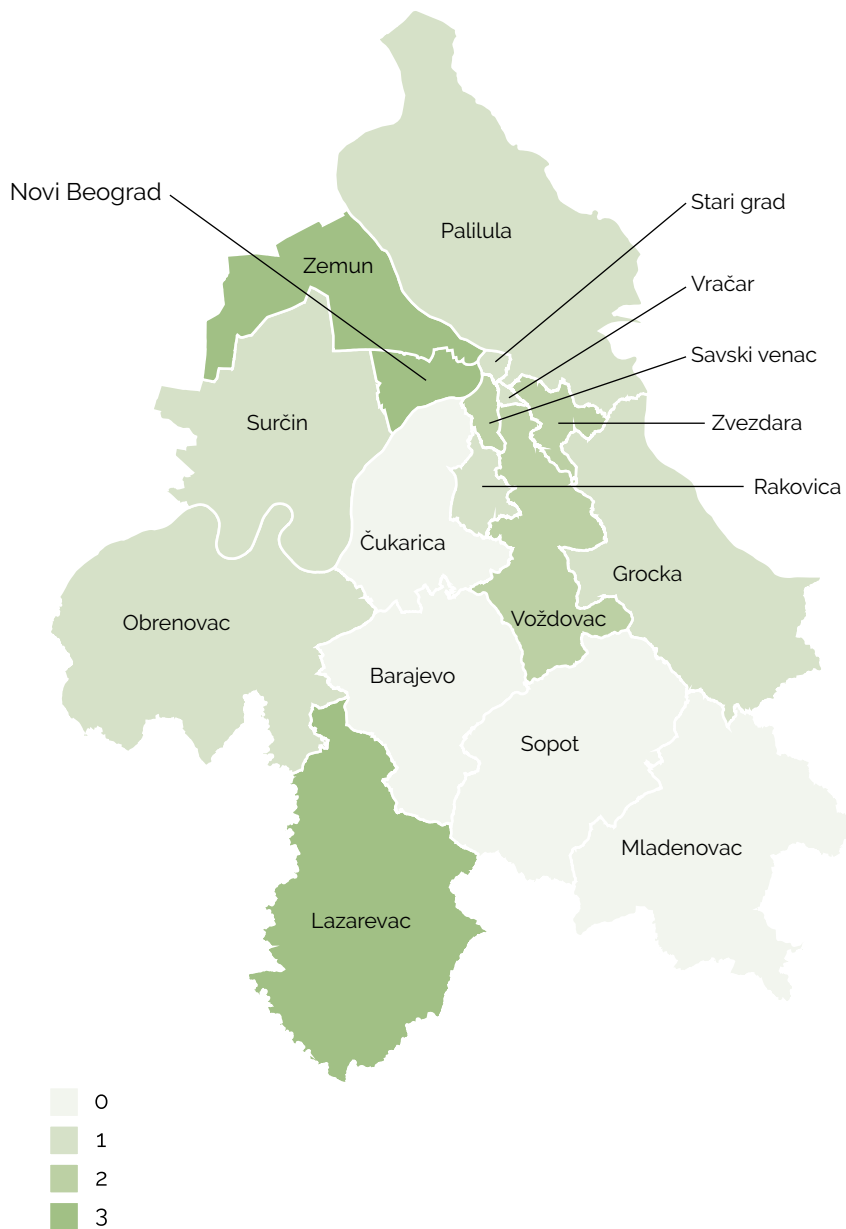 Novi Beograd
Stari grad
Palilula
Zemun
Vračar
Savski venac
Surčin
Zvezdara
Rakovica
Čukarica
Grocka
Obrenovac
Voždovac
Barajevo
Sopot
Mladenovac
Lazarevac
0
1
2
3